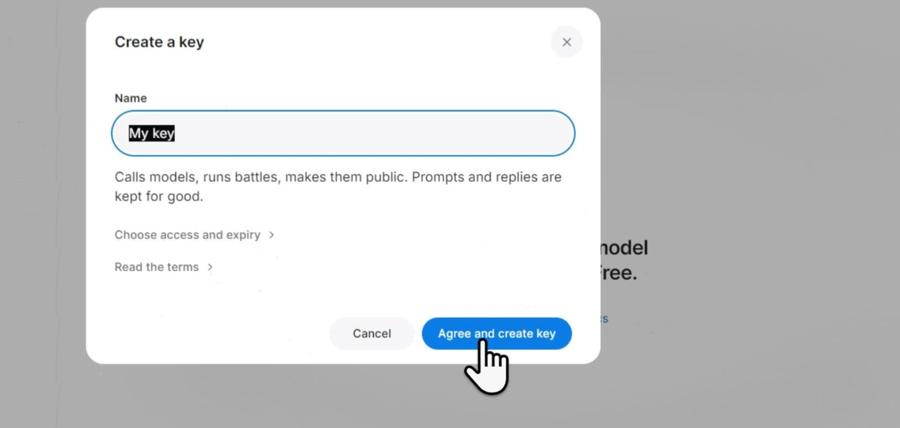 Create a key
Name
My key
Calls models, runs battles, makes them public. Prompts and replies are
kept for good.
Choose access and expiry
Read the terms
Cancel
Agree and create key